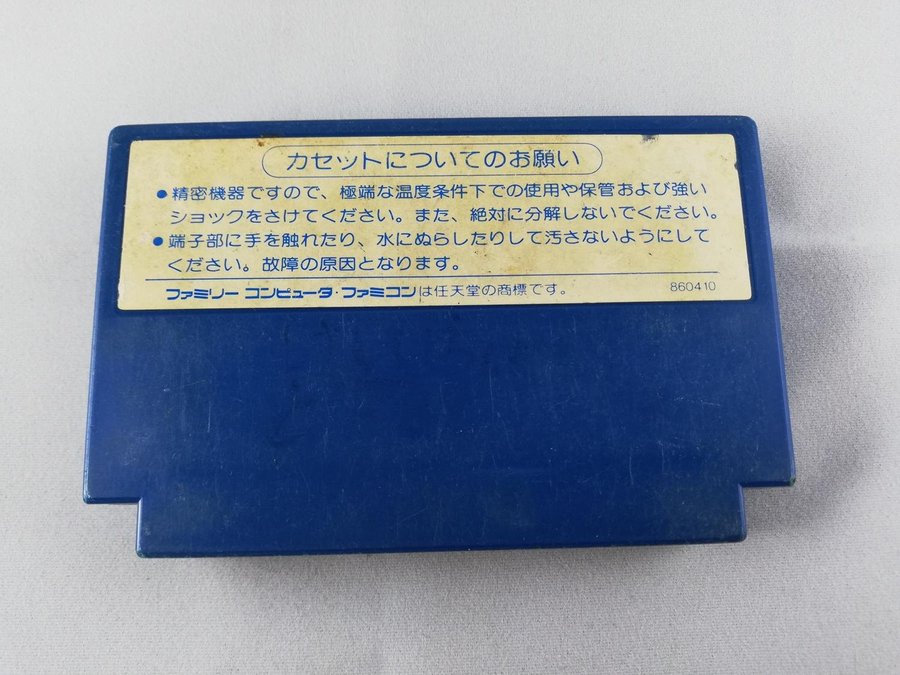 カセットについてのお願い
●精密機器ですので、極端な温度条件下での使用や保管および強い
ショックをさけてください。また、絶対に分解しないでください。
●端子部に手を触れたり、水にぬらしたりして汚さないようにして
ください。故障の原因となります。
ファミリー コンピュータ・ファミコンは任天堂の商標です。 860410